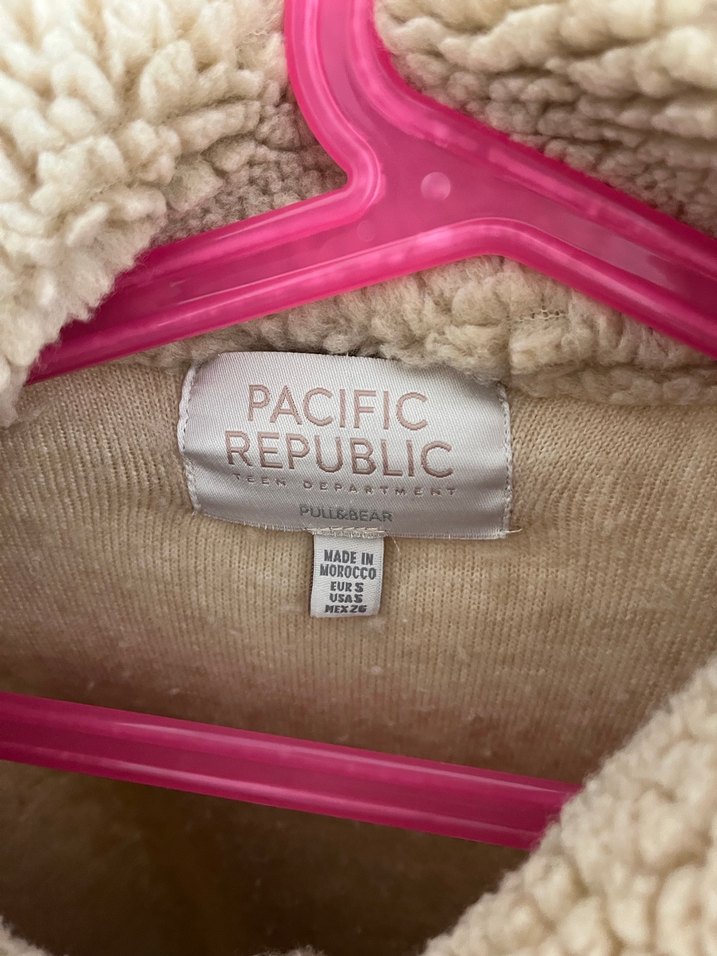 PACIFIC
REPUBLIC
TEEN DEPARTMENT
PULL&BEAR
MADE IN
MOROCCO
EUR S
USA S
MEX 26